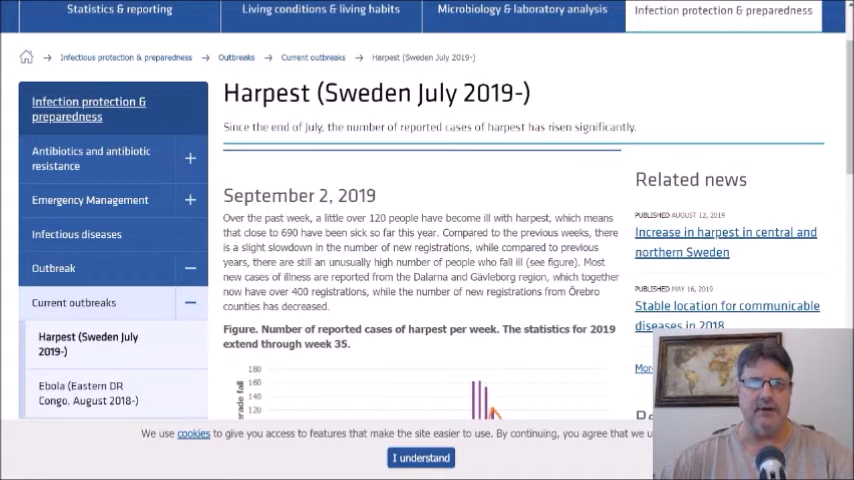 Statistics & reporting
Living conditions & living habits
Microbiology & laboratory analysis
Infection protection & preparedness
Infectious protection & preparedness
Outbreaks
Current outbreaks
Harpest (Sweden July 2019-)
Infection protection &
preparedness
Antibiotics and antibiotic
resistance
Emergency Management
Infectious diseases
Outbreak
Current outbreaks
Harpest (Sweden July
2019-)
Ebola (Eastern DR
Congo, August 2018-)
Harpest (Sweden July 2019-)
Since the end of July, the number of reported cases of harpest has risen significantly.
September 2, 2019
Over the past week, a little over 120 people have become ill with harpest, which means
that close to 690 have been sick so far this year. Compared to the previous weeks, there
is a slight slowdown in the number of new registrations, while compared to previous
years, there are still an unusually high number of people who fall ill (see figure). Most
new cases of illness are reported from the Dalarna and Gävleborg region, which together
now have over 400 registrations, while the number of new registrations from Örebro
counties has decreased.
Figure. Number of reported cases of harpest per week. The statistics for 2019
extend through week 35.
180
160
140
120
Related news
PUBLISHED AUGUST 12, 2019
Increase in harpest in central and
northern Sweden
PUBLISHED MAY 16, 2019
Stable location for communicable
diseases in 2018
We use cookies to give you access to features that make the site easier to use. By continuing, you agree that we
I understand